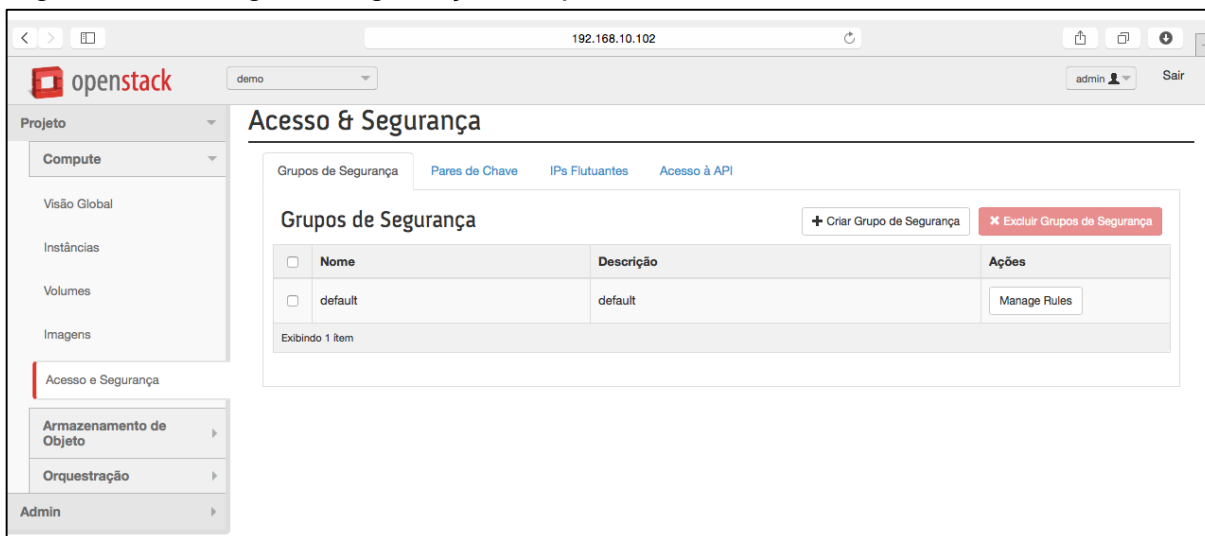 192.168.10.102
openstack
demo
admin
Sair
Projeto
Compute
Visão Global
Instâncias
Volumes
Imagens
Acesso e Segurança
Armazenamento de
Objeto
Orquestração
Admin
Acesso & Segurança
Grupos de Segurança Pares de Chave IPs Flutuantes Acesso à API
Grupos de Segurança
Criar Grupo de Segurança Excluir Grupos de Segurança
Nome Descrição Ações
default default Manage Rules
Exibindo 1 ítem